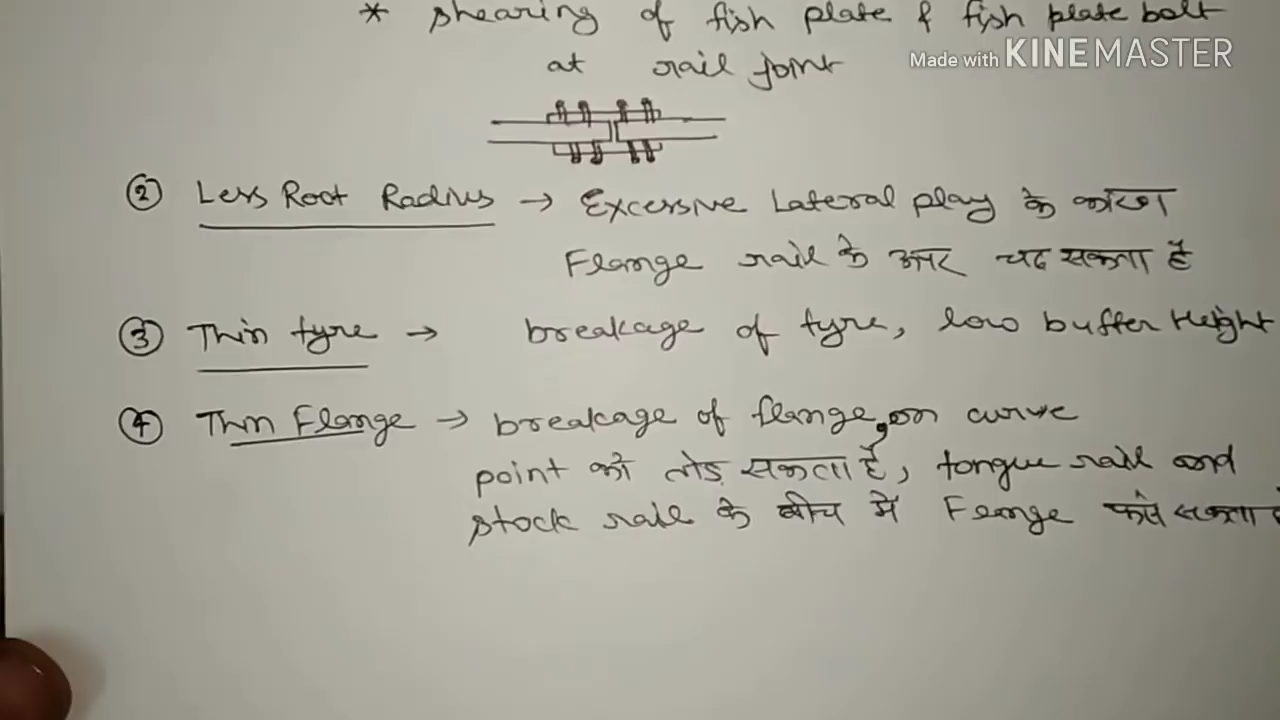 * Shearing of fish plate & fish plate bolt
at rail joint
Made with KINEMASTER
② Less Root Radius → Excessive Lateral play के कारण
Flange rail के ऊपर चढ सकता है
③ Thin tyre → breakage of tyre, low buffer Height
④ Thin Flange → breakage of flange, on curve
point को तोड़ सकता है, tongue rail and
stock rail के बीच में Flange फंस सकता